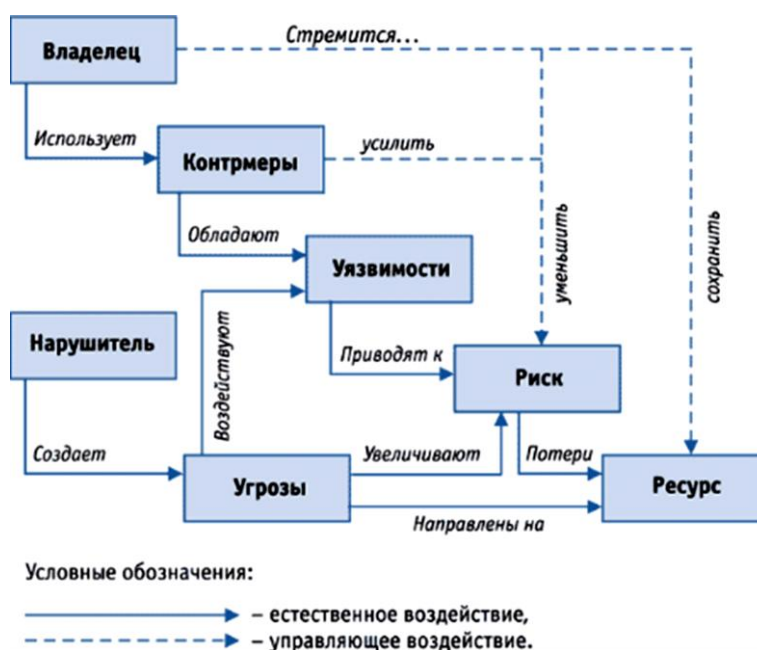 Владелец
Стремится...
Использует
Контрмеры
усилить
Обладают
уменьшить
сохранить
Уязвимости
Нарушитель
Воздействуют
Приводят к
Риск
Создает
Угрозы
Увеличивают
Потери
Ресурс
Направлены на
Условные обозначения:
– естественное воздействие,
– управляющее воздействие.